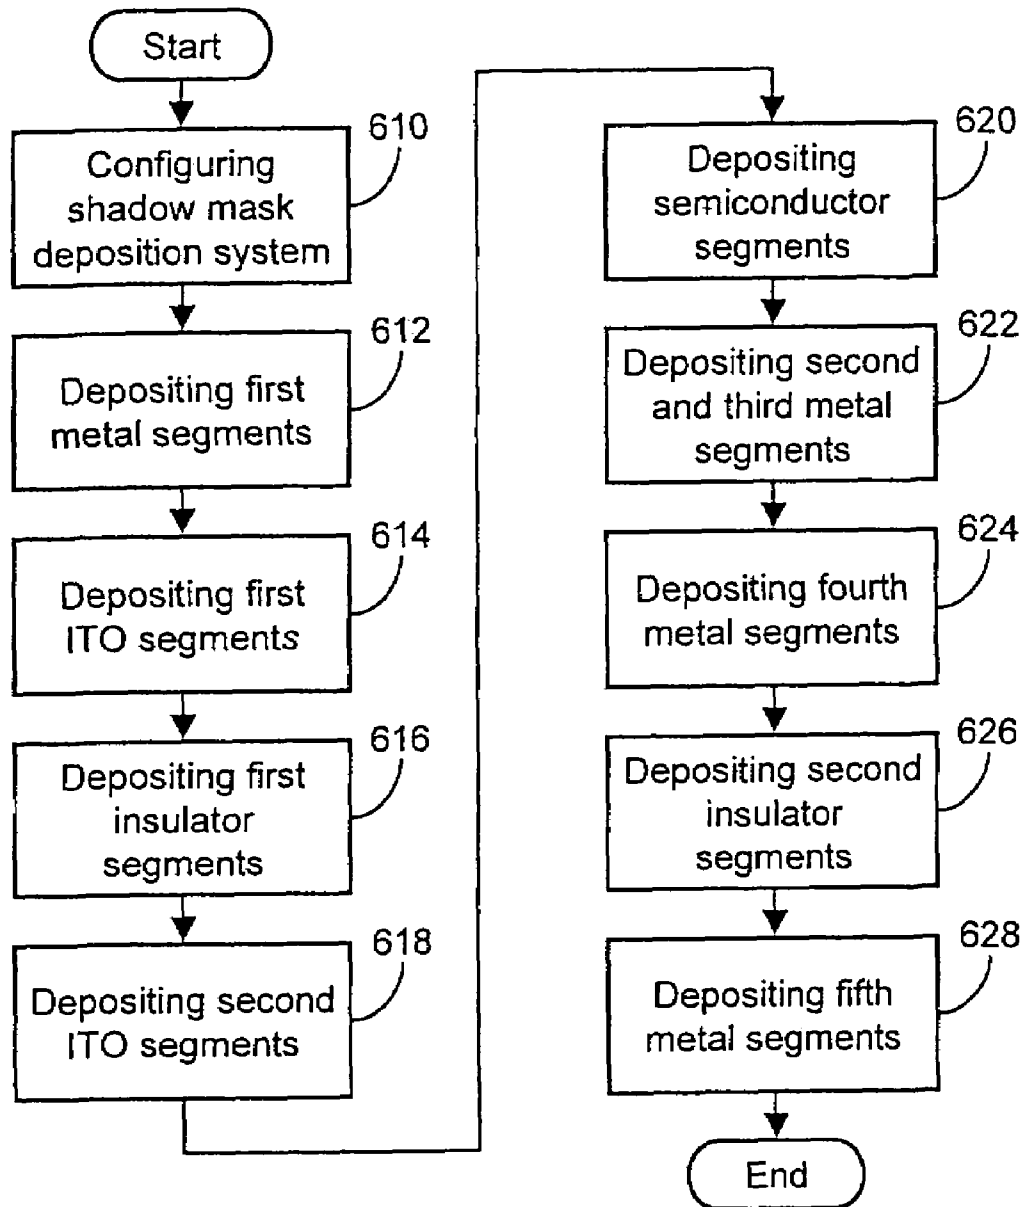 Start
610
Configuring
shadow mask
deposition system
612
Depositing first
metal segments
614
Depositing first
ITO segments
616
Depositing first
insulator
segments
618
Depositing second
ITO segments
620
Depositing
semiconductor
segments
622
Depositing second
and third metal
segments
624
Depositing fourth
metal segments
626
Depositing second
insulator
segments
628
Depositing fifth
metal segments
End